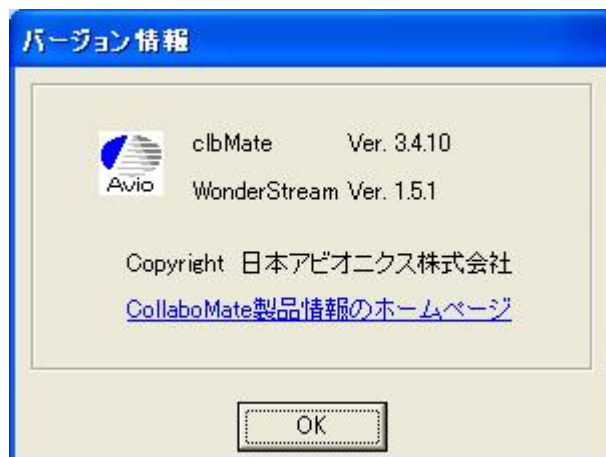 バージョン情報
clbMate Ver. 3.4.10
Avio
WonderStream Ver. 1.5.1
Copyright 日本アビオニクス株式会社
CollaboMate製品情報のホームページ
OK